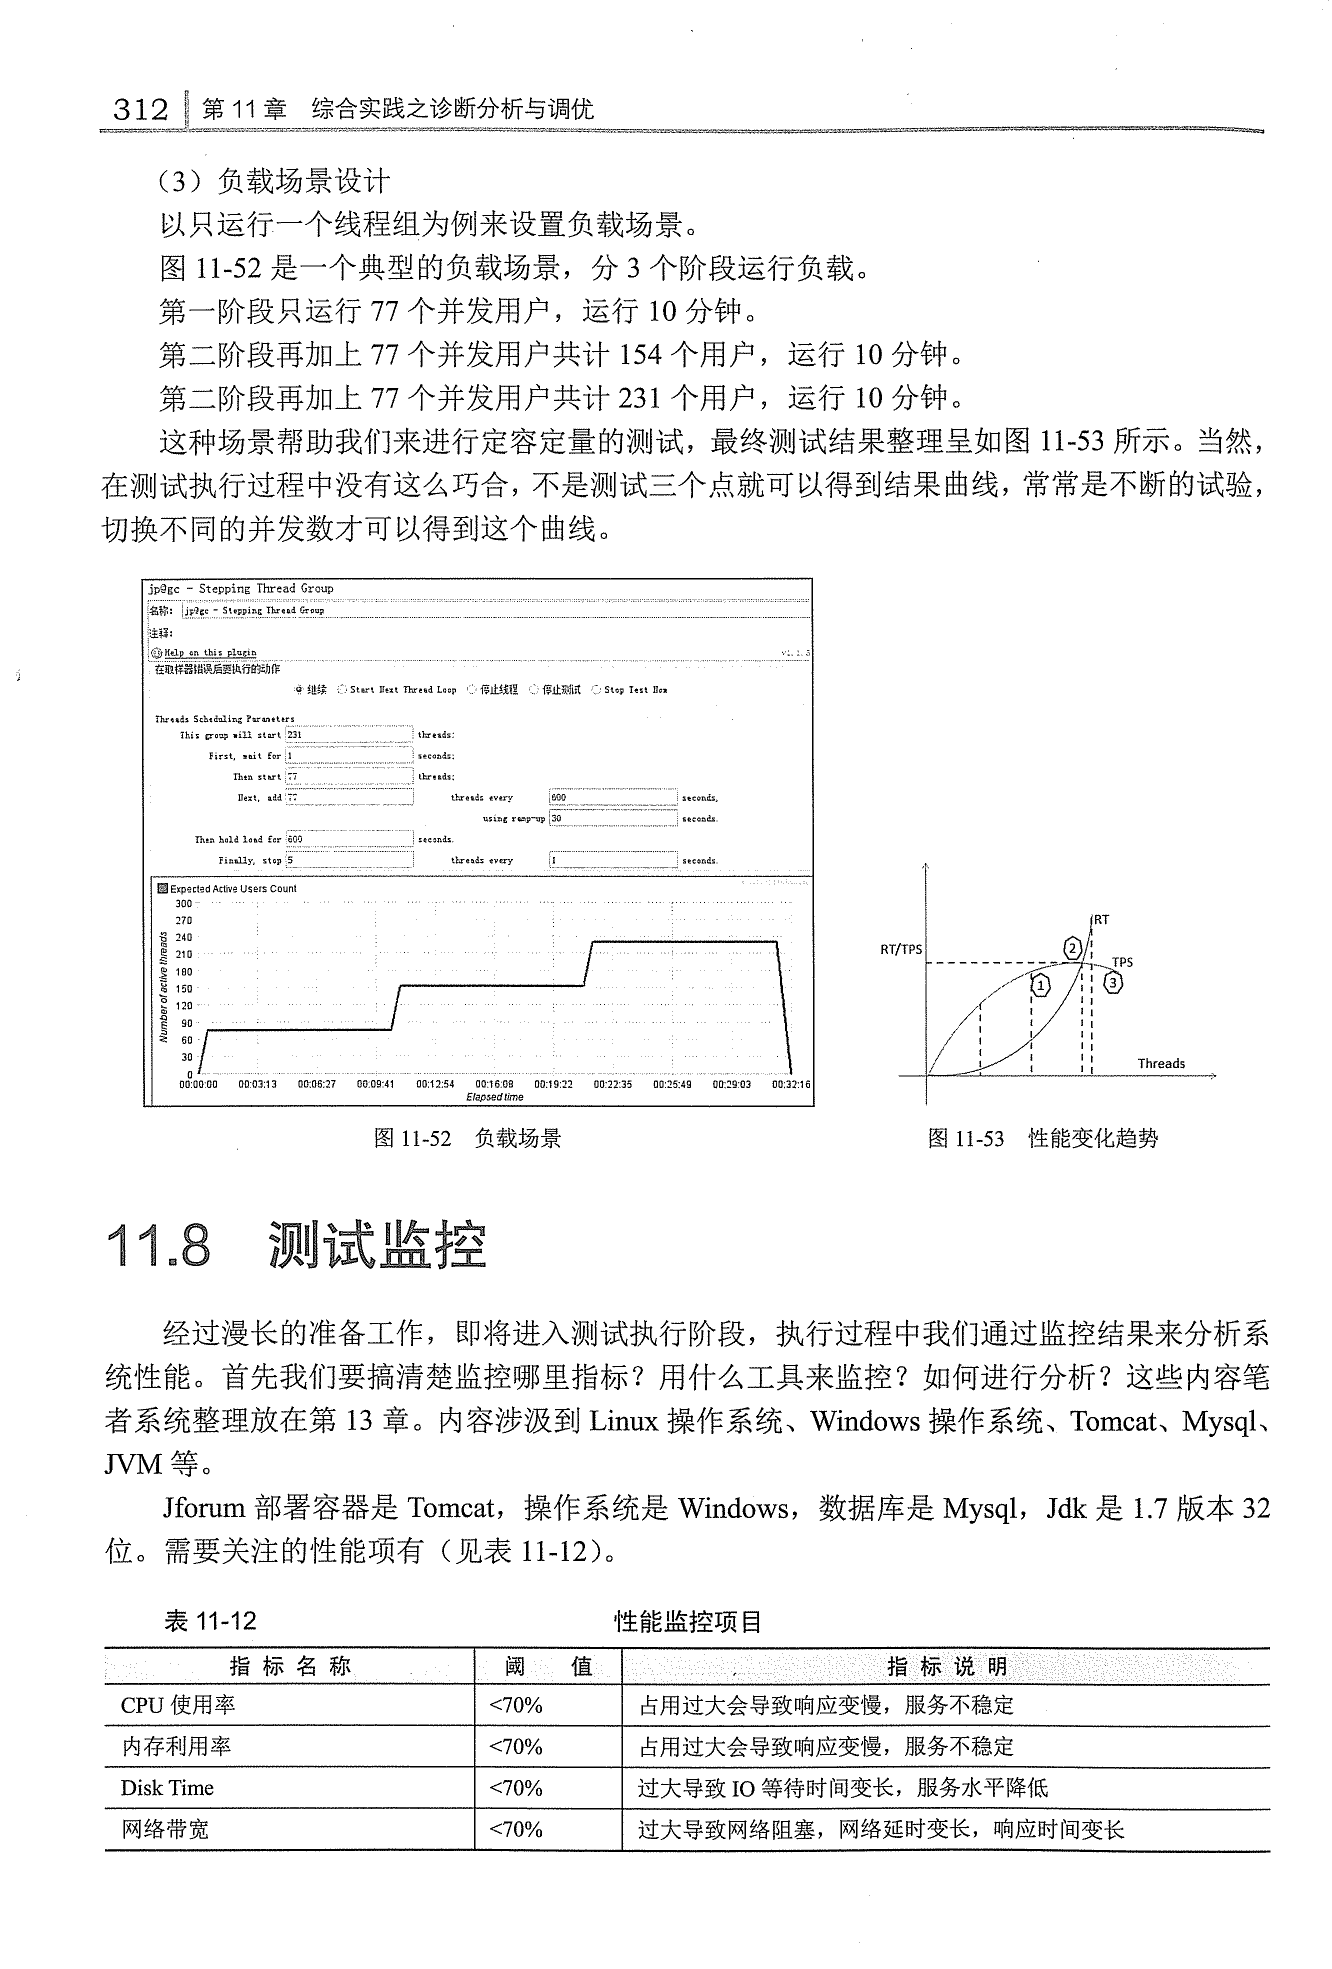 312 第 11 章 综合实践之诊断分析与调优
（3）负载场景设计
以只运行一个线程组为例来设置负载场景。
图 11-52 是一个典型的负载场景，分 3 个阶段运行负载。
第一阶段只运行 77 个并发用户，运行 10 分钟。
第二阶段再加上 77 个并发用户共计 154 个用户，运行 10 分钟。
第二阶段再加上 77 个并发用户共计 231 个用户，运行 10 分钟。
这种场景帮助我们来进行定容定量的测试，最终测试结果整理呈如图 11-53 所示。当然，
在测试执行过程中没有这么巧合，不是测试三个点就可以得到结果曲线，常常是不断的试验，
切换不同的并发数才可以得到这个曲线。
jp@gc - Stepping Thread Group
名称： jp@gc - Stepping Thread Group
注释：
Help on this plugin
在取样器错误后要执行的动作
继续 Start Next Thread Loop 停止线程 停止测试 Stop Test Now
Threads Scheduling Parameters
This group will start 231 threads:
First, wait for 1 seconds;
Then start 77 threads;
Next, add 77 threads every 600 seconds,
using ramp-up 30 seconds.
Then hold load for 600 seconds.
Finally, stop 5 threads every 1 seconds.
Expected Active Users Count
300
270
240
210
180
150
120
90
60
30
0
Number of active threads
00:00:00 00:03:13 00:06:27 00:09:41 00:12:54 00:16:08 00:19:22 00:22:35 00:25:49 00:29:03 00:32:16
Elapsed time
RT
RT/TPS
②
TPS
①
③
Threads
图 11-52 负载场景
图 11-53 性能变化趋势
11.8 测试监控
经过漫长的准备工作，即将进入测试执行阶段，执行过程中我们通过监控结果来分析系
统性能。首先我们要搞清楚监控哪里指标？用什么工具来监控？如何进行分析？这些内容笔
者系统整理放在第 13 章。内容涉汲到 Linux 操作系统、Windows 操作系统、Tomcat、Mysql、
JVM 等。
Jforum 部署容器是 Tomcat，操作系统是 Windows，数据库是 Mysql，Jdk 是 1.7 版本 32
位。需要关注的性能项有（见表 11-12）。
表 11-12 性能监控项目
指标名称 阈值 指标说明
CPU 使用率 <70% 占用过大会导致响应变慢，服务不稳定
内存利用率 <70% 占用过大会导致响应变慢，服务不稳定
Disk Time <70% 过大导致 IO 等待时间变长，服务水平降低
网络带宽 <70% 过大导致网络阻塞，网络延时变长，响应时间变长